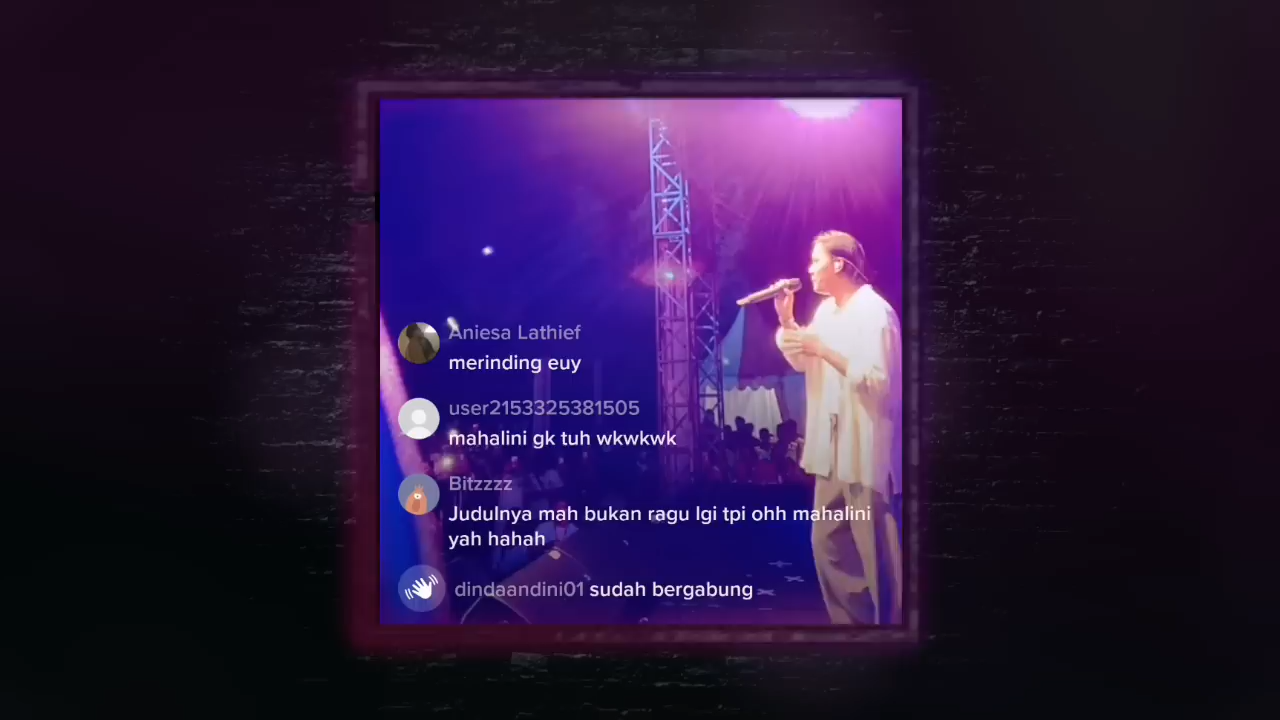 Aniesa Lathief
merinding euy
user2153325381505
mahalini gk tuh wkwkwk
Bitzzzz
Judulnya mah bukan ragu lgi tpi ohh mahalini
yah hahah
dindaandini01 sudah bergabung